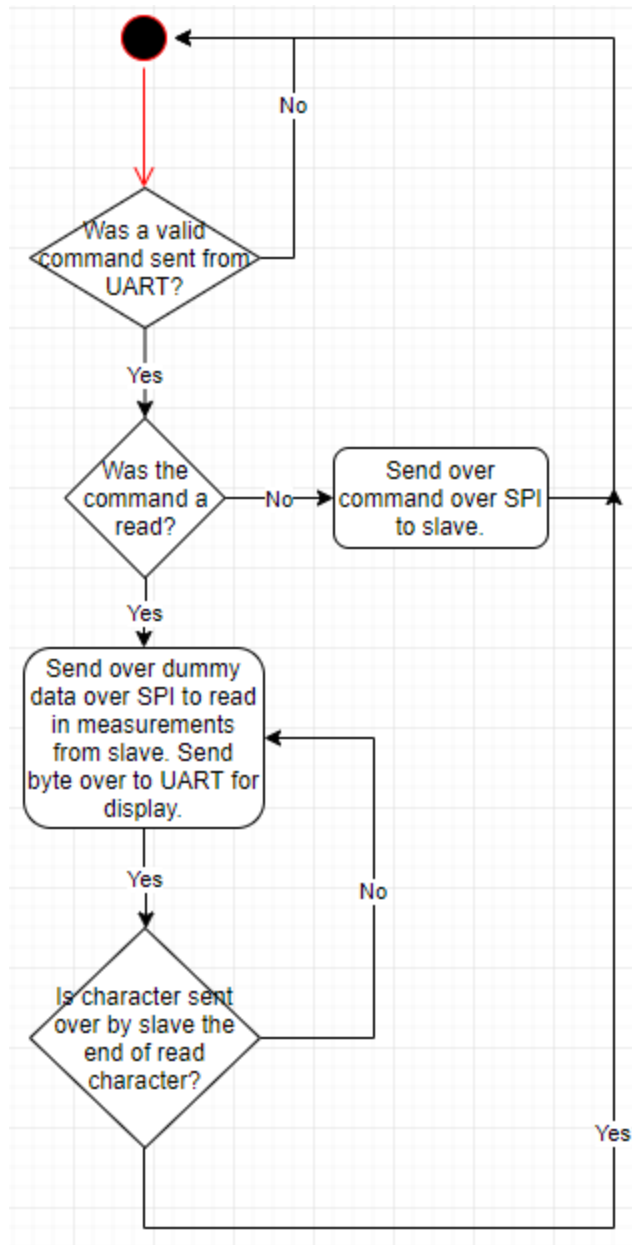 No
Was a valid
command sent from
UART?
Yes
Was the
command a
read?
No
Send over
command over SPI
to slave.
Yes
Send over dummy
data over SPI to read
in measurements
from slave. Send
byte over to UART for
display.
Yes
No
Is character sent
over by slave the
end of read
character?
Yes